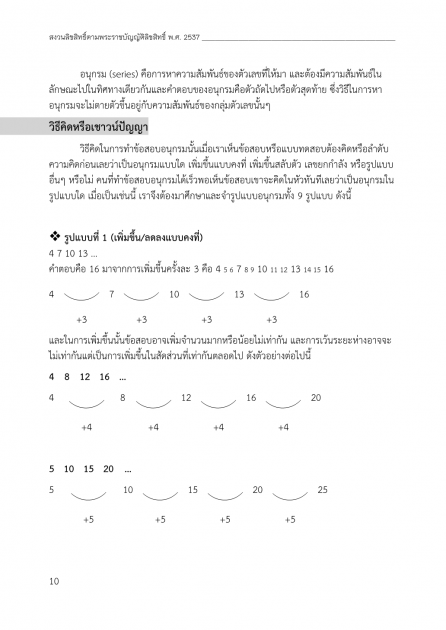 สงวนลิขสิทธิ์ตามพระราชบัญญัติลิขสิทธิ์ พ.ศ. 2537
อนุกรม (series) คือการหาความสัมพันธ์ของตัวเลขที่ให้มา และต้องมีความสัมพันธ์ใน
ลักษณะไปในทิศทางเดียวกันและคำตอบของอนุกรมคือตัวถัดไปหรือตัวสุดท้าย ซึ่งวิธีในการหา
อนุกรมจะไม่ตายตัวขึ้นอยู่กับความสัมพันธ์ของกลุ่มตัวเลขนั้นๆ
วิธีคิดหรือเชาวน์ปัญญา
วิธีคิดในการทำข้อสอบอนุกรมนั้นเมื่อเราเห็นข้อสอบหรือแบบทดสอบต้องคิดหรือลำดับ
ความคิดก่อนเลยว่าเป็นอนุกรมแบบใด เพิ่มขึ้นแบบคงที่ เพิ่มขึ้นสลับตัว เลขยกกำลัง หรือรูปแบบ
อื่นๆ หรือไม่ คนที่ทำข้อสอบอนุกรมได้เร็วพอเห็นข้อสอบเขาจะคิดในหัวทันทีเลยว่าเป็นอนุกรมใน
รูปแบบใด เมื่อเป็นเช่นนี้ เราจึงต้องมาศึกษาและจำรูปแบบอนุกรมทั้ง 9 รูปแบบ ดังนี้
❖ รูปแบบที่ 1 (เพิ่มขึ้น/ลดลงแบบคงที่)
4 7 10 13 ...
คำตอบคือ 16 มาจากการเพิ่มขึ้นครั้งละ 3 คือ 4 5 6 7 8 9 10 11 12 13 14 15 16
4 7 10 13 16
+3 +3 +3 +3
และในการเพิ่มขึ้นนั้นข้อสอบอาจเพิ่มจำนวนมากหรือน้อยไม่เท่ากัน และการเว้นระยะห่างอาจจะ
ไม่เท่ากันแต่เป็นการเพิ่มขึ้นในสัดส่วนที่เท่ากันตลอดไป ดังตัวอย่างต่อไปนี้
4 8 12 16 ...
4 8 12 16 20
+4 +4 +4 +4
5 10 15 20 ...
5 10 15 20 25
+5 +5 +5 +5
10